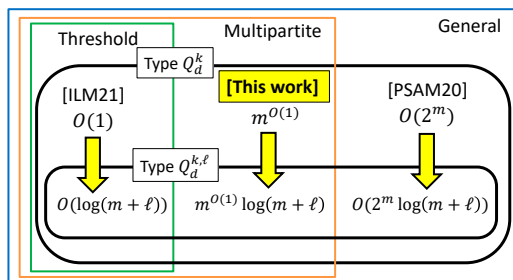 General
Threshold
Multipartite
Type $Q_d^k$
[ILM21]
[This work]
[PSAM20]
$O(1)$
$m^{O(1)}$
$O(2^m)$
Type $Q_d^{k,\ell}$
$O(\log(m + \ell))$
$m^{O(1)} \log(m + \ell)$
$O(2^m \log(m + \ell))$